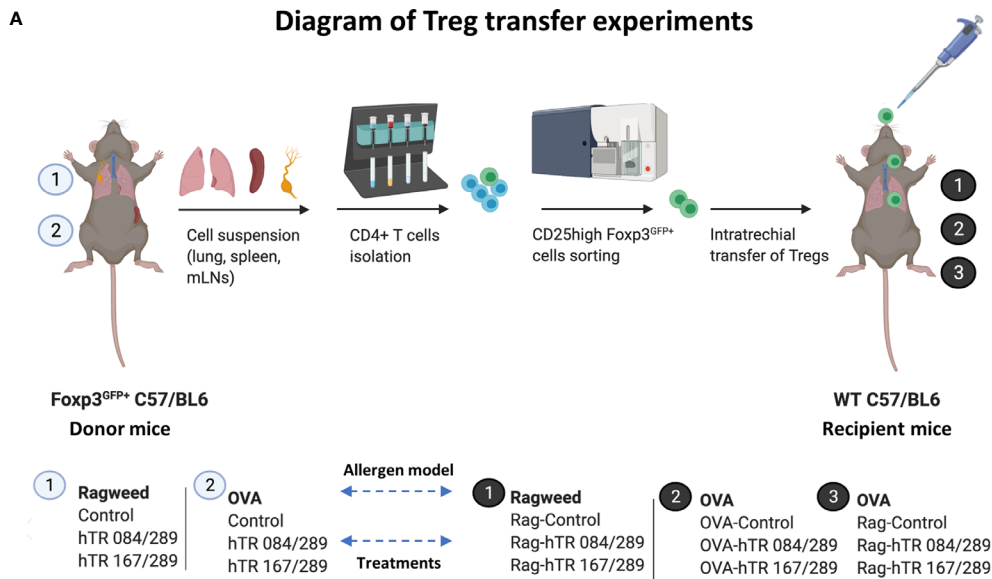 A
Diagram of Treg transfer experiments
1
2
Cell suspension
(lung, spleen,
mLNs)
CD4+ T cells
isolation
CD25high Foxp3GFP+
cells sorting
Intratrechial
transfer of Tregs
1
2
3
Foxp3GFP+ C57/BL6
Donor mice
WT C57/BL6
Recipient mice
1
Ragweed
Control
hTR 084/289
hTR 167/289
2
OVA
Control
hTR 084/289
hTR 167/289
Allergen model
Treatments
1
Ragweed
Rag-Control
Rag-hTR 084/289
Rag-hTR 167/289
2
OVA
OVA-Control
OVA-hTR 084/289
OVA-hTR 167/289
3
OVA
Rag-Control
Rag-hTR 084/289
Rag-hTR 167/289